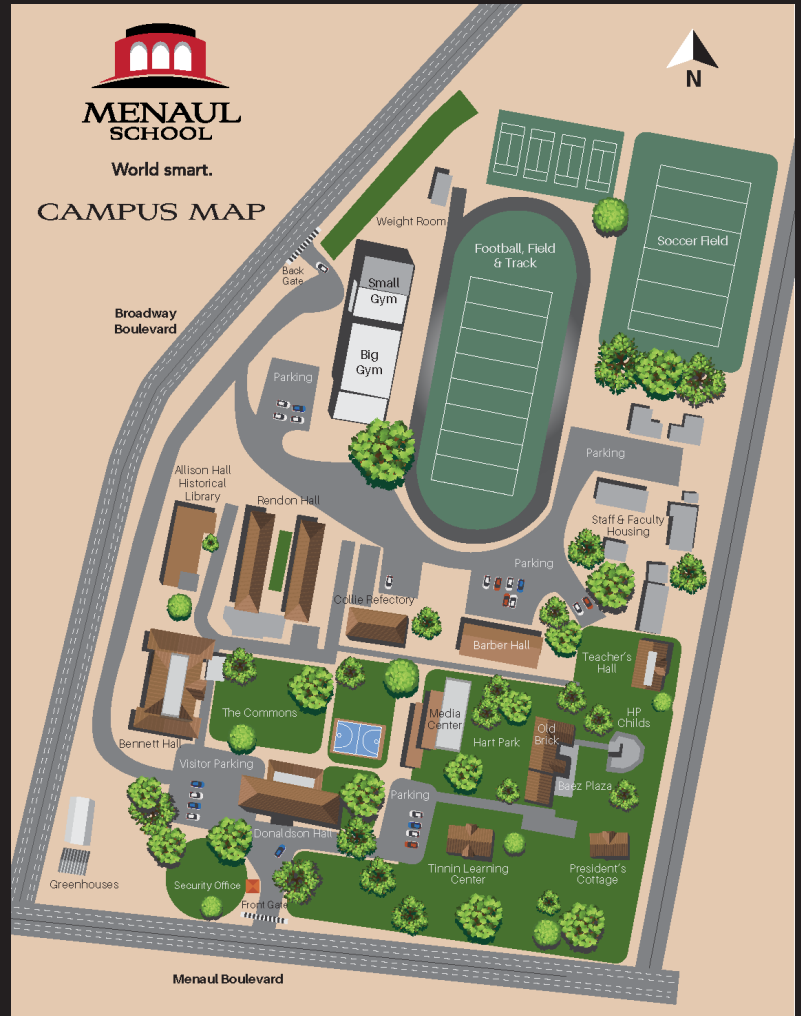 MENAUL
SCHOOL
World smart.
CAMPUS MAP
N
Weight Room
Football, Field
& Track
Soccer Field
Back
Gate
Small
Gym
Broadway
Boulevard
Big
Gym
Parking
Parking
Allison Hall
Historical
Library
Rendon Hall
Staff & Faculty
Housing
Parking
Collie Refectory
Barber Hall
Teacher's
Hall
The Commons
Media
Center
Hart Park
Old
Brick
HP
Childs
Bennett Hall
Visitor Parking
Baez Plaza
Parking
Donaldson Hall
Tinnin Learning
Center
President's
Cottage
Greenhouses
Security Office
Front Gate
Menaul Boulevard